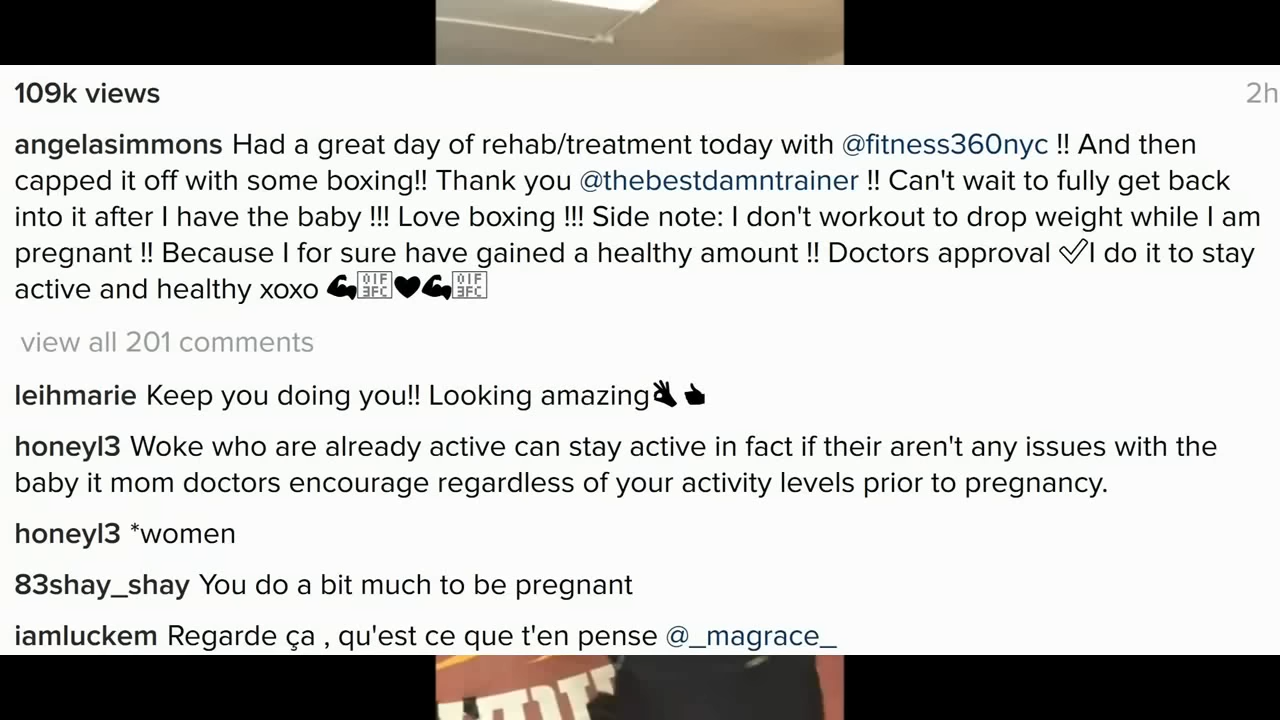 109k views
2h
angelasimmons Had a great day of rehab/treatment today with @fitness360nyc !! And then
capped it off with some boxing!! Thank you @thebestdamntrainer !! Can't wait to fully get back
into it after I have the baby !!! Love boxing !!! Side note: I don't workout to drop weight while I am
pregnant !! Because I for sure have gained a healthy amount !! Doctors approval ✅I do it to stay
active and healthy xoxo 💪🏼❤💪🏼
view all 201 comments
leihmarie Keep you doing you!! Looking amazing👌👍
honeyl3 Woke who are already active can stay active in fact if their aren't any issues with the
baby it mom doctors encourage regardless of your activity levels prior to pregnancy.
honeyl3 *women
83shay_shay You do a bit much to be pregnant
iamluckem Regarde ça , qu'est ce que t'en pense @_magrace_